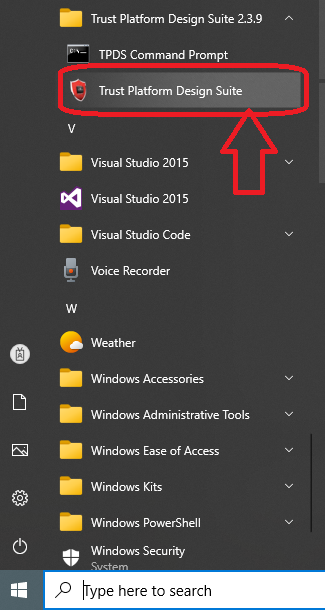 Trust Platform Design Suite 2.3.9
TPDS Command Prompt
Trust Platform Design Suite
V
Visual Studio 2015
Visual Studio 2015
Visual Studio Code
Voice Recorder
W
Weather
Windows Accessories
Windows Administrative Tools
Windows Ease of Access
Windows Kits
Windows PowerShell
Windows Security
System
Type here to search